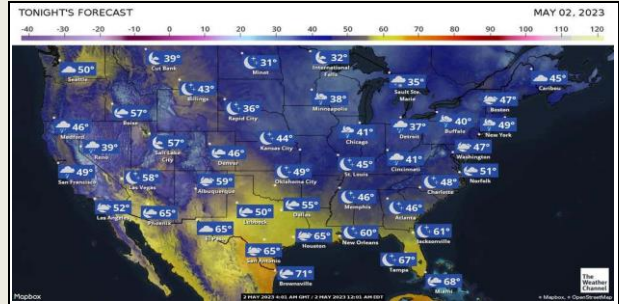 TONIGHT'S FORECAST
MAY 02, 2023
-40 -20 -10 0 10 20 30 40 50 60 70 80 90 100 120
50° Seattle
39° Cut Bank
31° Minot
32° International Falls
35° Sault Ste. Marie
45° Caribou
43° Billings
36° Rapid City
38° Minneapolis
47° Boston
57° Boise
40° Buffalo
49° New York
46° Medford
39° Reno
57° Salt Lake City
46° Denver
44° Kansas City
41° Chicago
37° Detroit
47° Washington
49° San Francisco
58° Las Vegas
59° Albuquerque
49° Oklahoma City
45° St. Louis
41° Cincinnati
51° Norfolk
48° Charlotte
52° Los Angeles
65° Phoenix
65° El Paso
50° Lubbock
55° Dallas
46° Memphis
46° Atlanta
65° San Antonio
65° Houston
60° New Orleans
61° Jacksonville
71° Brownsville
67° Tampa
68° Miami
The
Weather
Channel
Mapbox
2 MAY 2023 4:01 AM GMT / 2 MAY 2023 12:01 AM EDT
© Mapbox, © OpenStreetMap